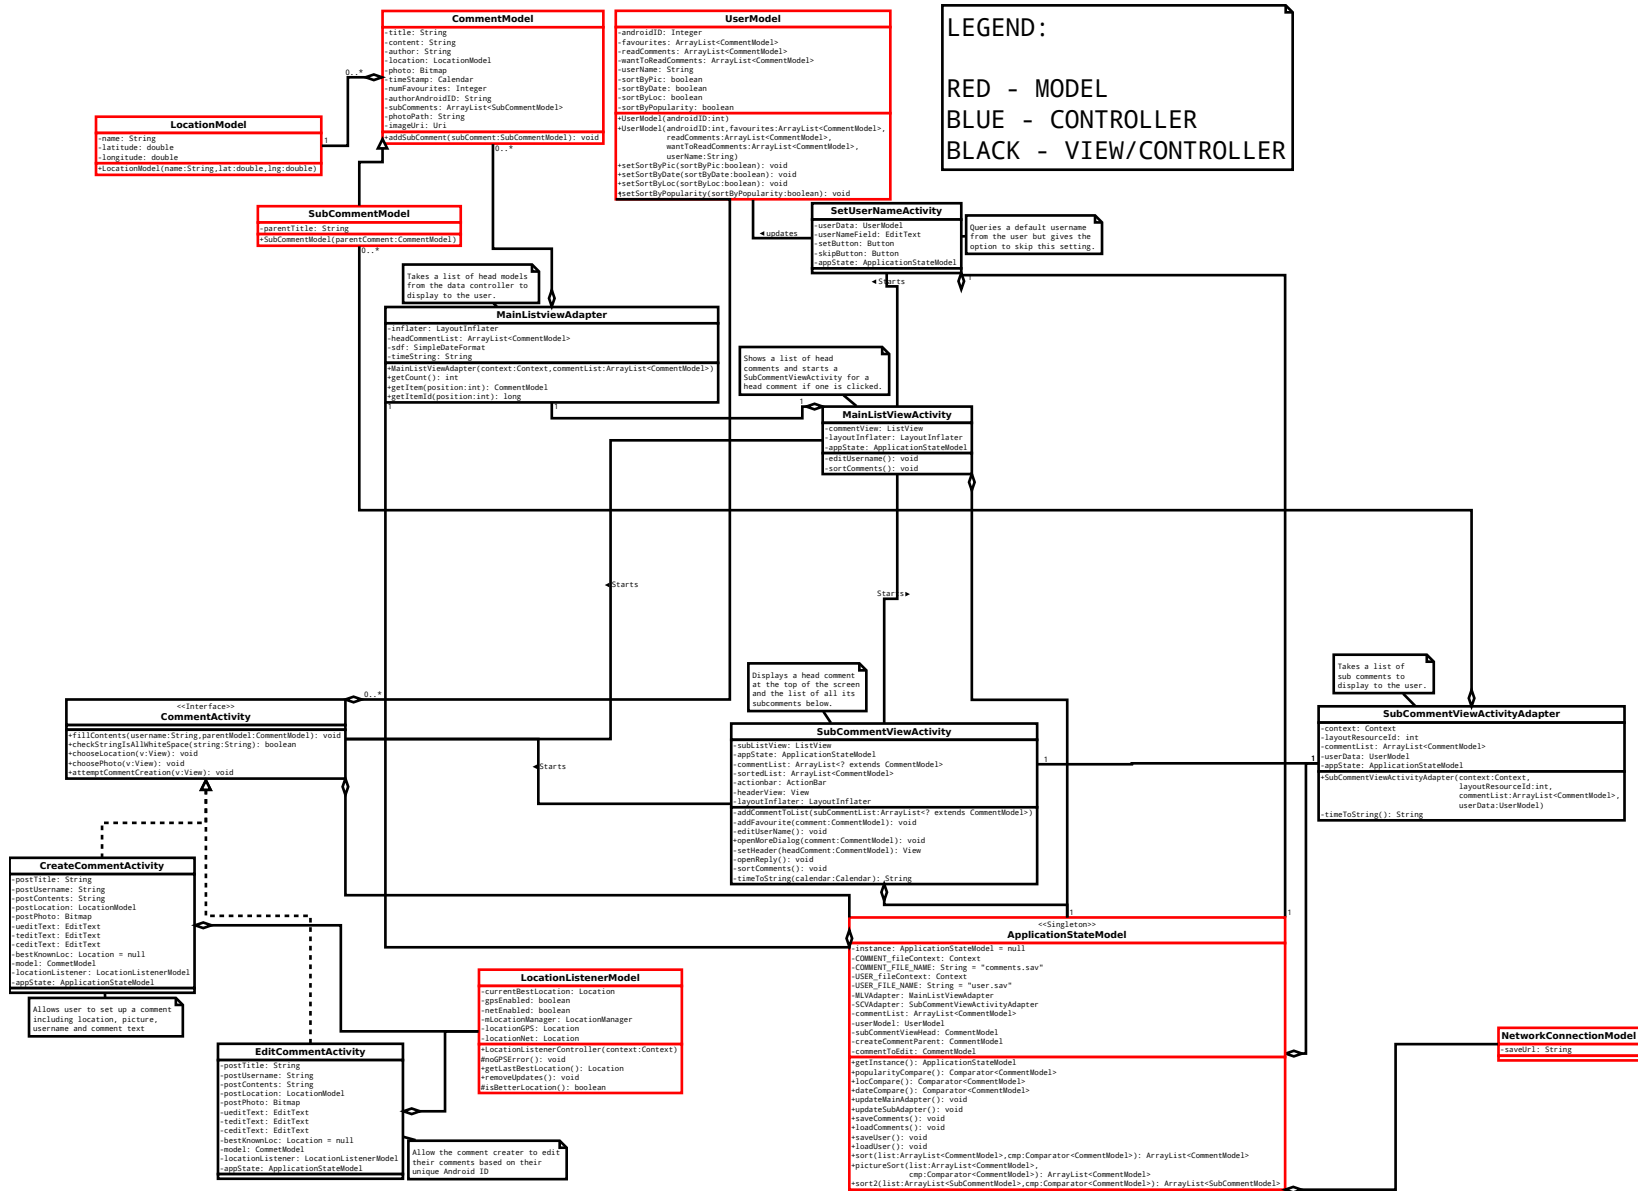 CommentModel
-title: String
-content: String
-author: String
-location: LocationModel
-photo: Bitmap
-timeStamp: Calendar
-numFavourites: Integer
-authorAndroidID: String
-subComments: ArrayList<SubCommentModel>
-photoPath: String
-imageUri: Uri
+addSubComment(subComment:SubCommentModel): void
0..*
0..*
UserModel
-androidID: Integer
-favourites: ArrayList<CommentModel>
-readComments: ArrayList<CommentModel>
-wantToReadComments: ArrayList<CommentModel>
-userName: String
-sortByPic: boolean
-sortByDate: boolean
-sortByLoc: boolean
-sortByPopularity: boolean
+UserModel(androidID:int)
+UserModel(androidID:int,favourites:ArrayList<CommentModel>,
readComments:ArrayList<CommentModel>,
wantToReadComments:ArrayList<CommentModel>,
userName:String)
+setSortByPic(sortByPic:boolean): void
+setSortByDate(sortByDate:boolean): void
+setSortByLoc(sortByLoc:boolean): void
+setSortByPopularity(sortByPopularity:boolean): void
LEGEND:
RED - MODEL
BLUE - CONTROLLER
BLACK - VIEW/CONTROLLER
LocationModel
-name: String
-latitude: double
-longitude: double
+LocationModel(name:String,lat:double,lng:double)
1
SubCommentModel
-parentTitle: String
+SubCommentModel(parentComment:CommentModel)
0..*
SetUserNameActivity
-userData: UserModel
-userNameField: EditText
-setButton: Button
-skipButton: Button
-appState: ApplicationStateModel
◄ updates
◄ Starts
1
Queries a default username
from the user but gives the
option to skip this setting.
Takes a list of head models
from the data controller to
display to the user.
MainListviewAdapter
-inflater: LayoutInflater
-headCommentList: ArrayList<CommentModel>
-sdf: SimpleDateFormat
-timeString: String
+MainListViewAdapter(context:Context,commentList:ArrayList<CommentModel>)
+getCount(): int
+getItem(position:int): CommentModel
+getItemId(position:int): long
1
1
1
Shows a list of head
comments and starts a
SubCommentViewActivity for a
head comment if one is clicked.
MainListViewActivity
-commentView: ListView
-layoutInflater: LayoutInflater
-appState: ApplicationStateModel
-editUsername(): void
-sortComments(): void
◄Starts
Starts►
<<Interface>>
CommentActivity
+fillContents(username:String,parentModel:CommentModel): void
+checkStringIsAllWhiteSpace(string:String): boolean
+chooseLocation(v:View): void
+choosePhoto(v:View): void
+attemptCommentCreation(v:View): void
0..*
◄Starts
Displays a head comment
at the top of the screen
and the list of all its
subcomments below.
SubCommentViewActivity
-subListView: ListView
-appState: ApplicationStateModel
-commentList: ArrayList<? extends CommentModel>
-sortedList: ArrayList<CommentModel>
-actionbar: ActionBar
-headerView: View
-layoutInflater: LayoutInflater
-addCommentToList(subCommentList:ArrayList<? extends CommentModel>)
-addFavourite(comment:CommentModel): void
-editUserName(): void
+openMoreDialog(comment:CommentModel): void
-setHeader(headComment:CommentModel): View
-openReply(): void
-sortComments(): void
-timeToString(calendar:Calendar): String
1
1
Takes a list of
sub comments to
display to the user.
SubCommentViewActivityAdapter
-context: Context
-layoutResourceId: int
-commentList: ArrayList<CommentModel>
-userData: UserModel
-appState: ApplicationStateModel
+SubCommentViewActivityAdapter(context:Context,
layoutResourceId:int,
commentList:ArrayList<CommentModel>,
userData:UserModel)
-timeToString(): String
CreateCommentActivity
-postTitle: String
-postUsername: String
-postContents: String
-postLocation: LocationModel
-postPhoto: Bitmap
-ueditText: EditText
-teditText: EditText
-ceditText: EditText
-bestKnownLoc: Location = null
-model: CommetModel
-locationListener: LocationListenerModel
-appState: ApplicationStateModel
Allows user to set up a comment
including location, picture,
username and comment text
EditCommentActivity
-postTitle: String
-postUsername: String
-postContents: String
-postLocation: LocationModel
-postPhoto: Bitmap
-ueditText: EditText
-teditText: EditText
-ceditText: EditText
-bestKnownLoc: Location = null
-model: CommetModel
-locationListener: LocationListenerModel
-appState: ApplicationStateModel
Allow the comment creater to edit
their comments based on their
unique Android ID
LocationListenerModel
-currentBestLocation: Location
-gpsEnabled: boolean
-netEnabled: boolean
-mLocationManager: LocationManager
-locationGPS: Location
-locationNet: Location
+LocationListenerController(context:Context)
#noGPSError(): void
+getLastBestLocation(): Location
+removeUpdates(): void
#isBetterLocation(): boolean
1
1
<<Singleton>>
ApplicationStateModel
-instance: ApplicationStateModel = null
-COMMENT_fileContext: Context
-COMMENT_FILE_NAME: String = "comments.sav"
-USER_fileContext: Context
-USER_FILE_NAME: String = "user.sav"
-MLVAdapter: MainListViewAdapter
-SCVAdapter: SubCommentViewActivityAdapter
-commentList: ArrayList<CommentModel>
-userModel: UserModel
-subCommentViewHead: CommentModel
-createCommentParent: CommentModel
-commentToEdit: CommentModel
+getInstance(): ApplicationStateModel
+popularityCompare(): Comparator<CommentModel>
+locCompare(): Comparator<CommentModel>
+dateCompare(): Comparator<CommentModel>
+updateMainAdapter(): void
+updateSubAdapter(): void
+saveComments(): void
+loadComments(): void
+saveUser(): void
+loadUser(): void
+sort(list:ArrayList<CommentModel>,cmp:Comparator<CommentModel>): ArrayList<CommentModel>
+pictureSort(list:ArrayList<CommentModel>,
cmp:Comparator<CommentModel>): ArrayList<CommentModel>
+sort2(list:ArrayList<SubCommentModel>,cmp:Comparator<CommentModel>): ArrayList<SubCommentModel>
NetworkConnectionModel
-saveUrl: String